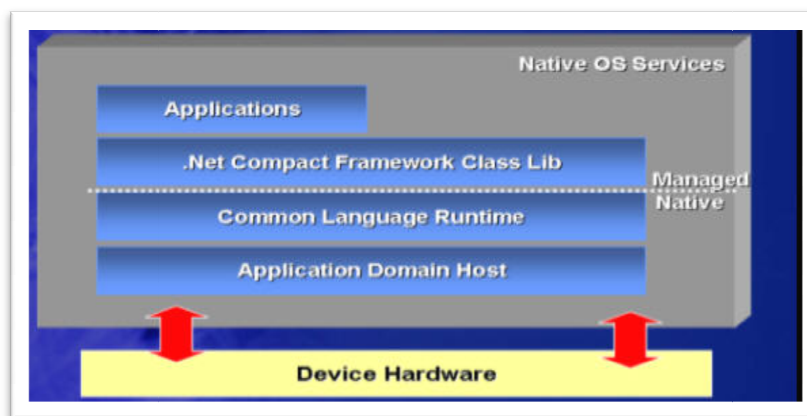 Native OS Services
Applications
.Net Compact Framework Class Lib
Managed
Native
Common Language Runtime
Application Domain Host
Device Hardware